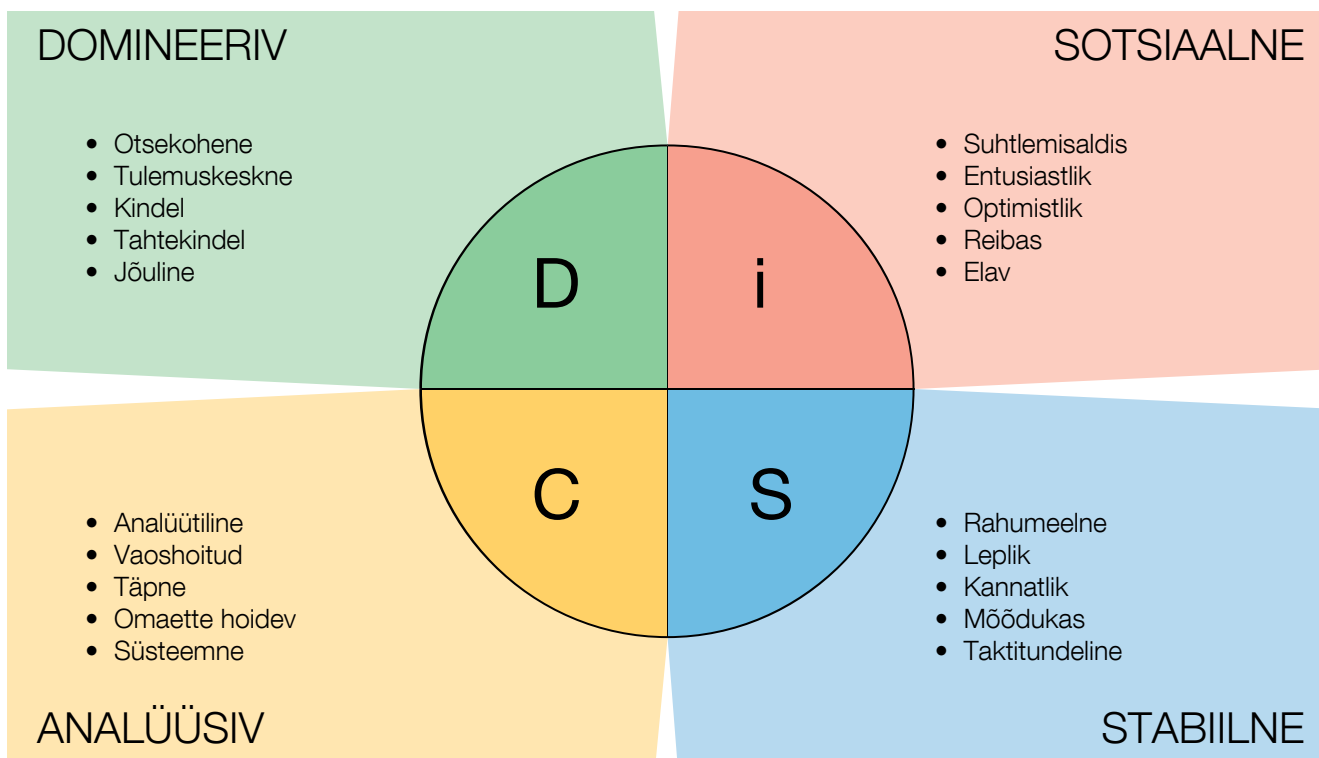 DOMINEERIV
• Otsekohene
• Tulemuskeskne
• Kindel
• Tahtekindel
• Jõuline
SOTSIAALNE
• Suhtlemisaldis
• Entusiastlik
• Optimistlik
• Reibas
• Elav
D
i
C
S
• Analüütiline
• Vaoshoitud
• Täpne
• Omaette hoidev
• Süsteemne
ANALÜÜSIV
• Rahumeelne
• Leplik
• Kannatlik
• Mõõdukas
• Taktitundeline
STABIILNE